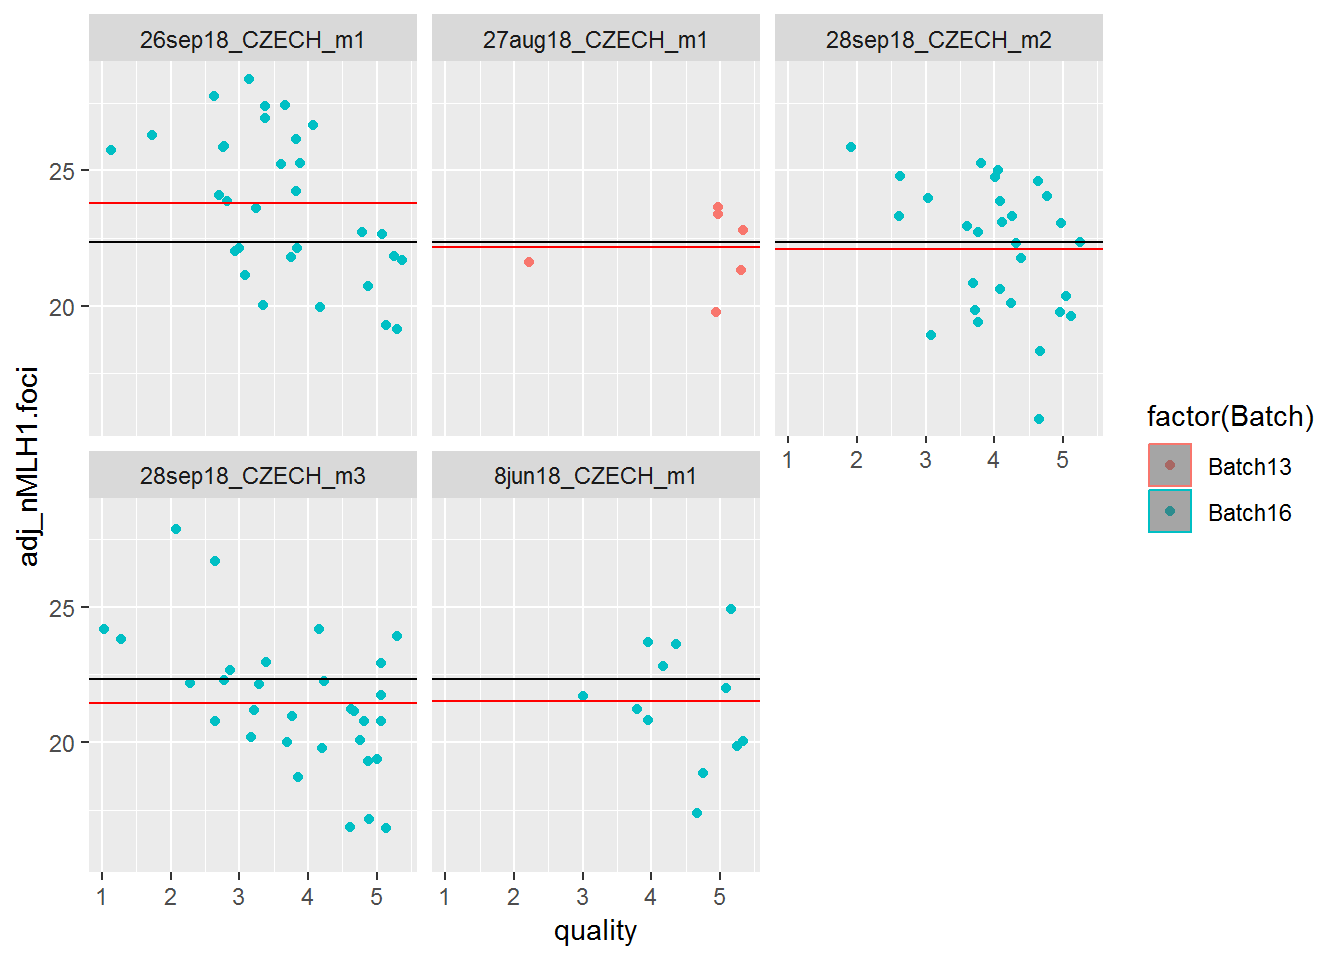 26sep18_CZECH_m1
27aug18_CZECH_m1
28sep18_CZECH_m2
25
20
1 2 3 4 5
28sep18_CZECH_m3
8jun18_CZECH_m1
25
20
1 2 3 4 5
1 2 3 4 5
quality
adj_nMLH1.foci
factor(Batch)
Batch13
Batch16